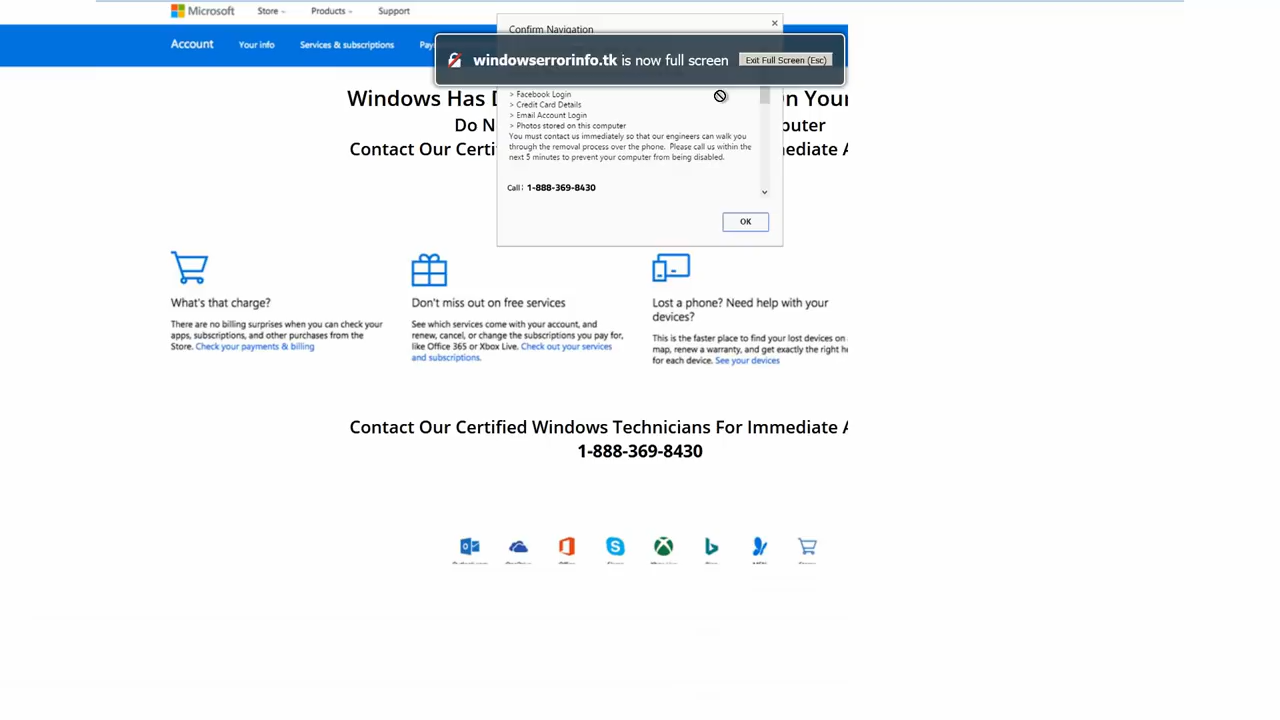 Microsoft Store Products Support
Confirm Navigation
Account Your info Services & subscriptions
windowserrorinfo.tk is now full screen Exit Full Screen (Esc)
> Facebook Login
Windows Has on Your
> Credit Card Details
> Email Account Login
Do
> Photos stored on this computer
You must contact us immediately so that our engineers can walk you
through the removal process over the phone. Please call us within the
next 5 minutes to prevent your computer from being disabled.
Contact Our
Call: 1-888-369-8430
OK
What's that charge?
There are no billing surprises when you can check your
apps, subscriptions, and other purchases from the
Store. Check your payments & billing
Don't miss out on free services
See which services come with your account, and
renew, cancel, or change the subscriptions you pay for,
like Office 365 or Xbox Live. Check out your services
and subscriptions.
Lost a phone? Need help with your
devices?
This is the faster place to find your lost devices on
map, renew a warranty, and get exactly the right
for each device. See your devices
Contact Our Certified Windows Technicians For Immediate A
1-888-369-8430